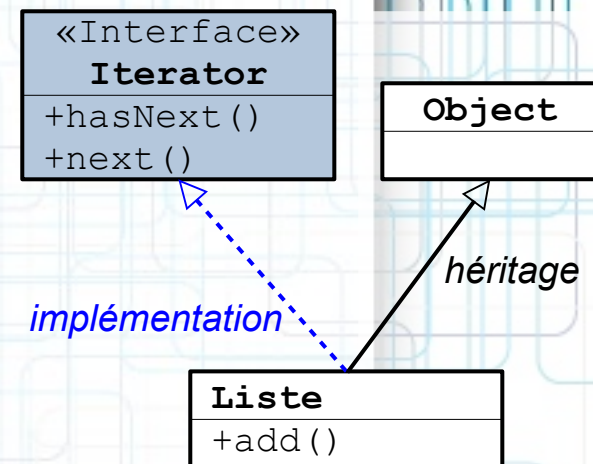 «Interface»
Iterator
+hasNext()
+next()
Object
héritage
implémentation
Liste
+add()